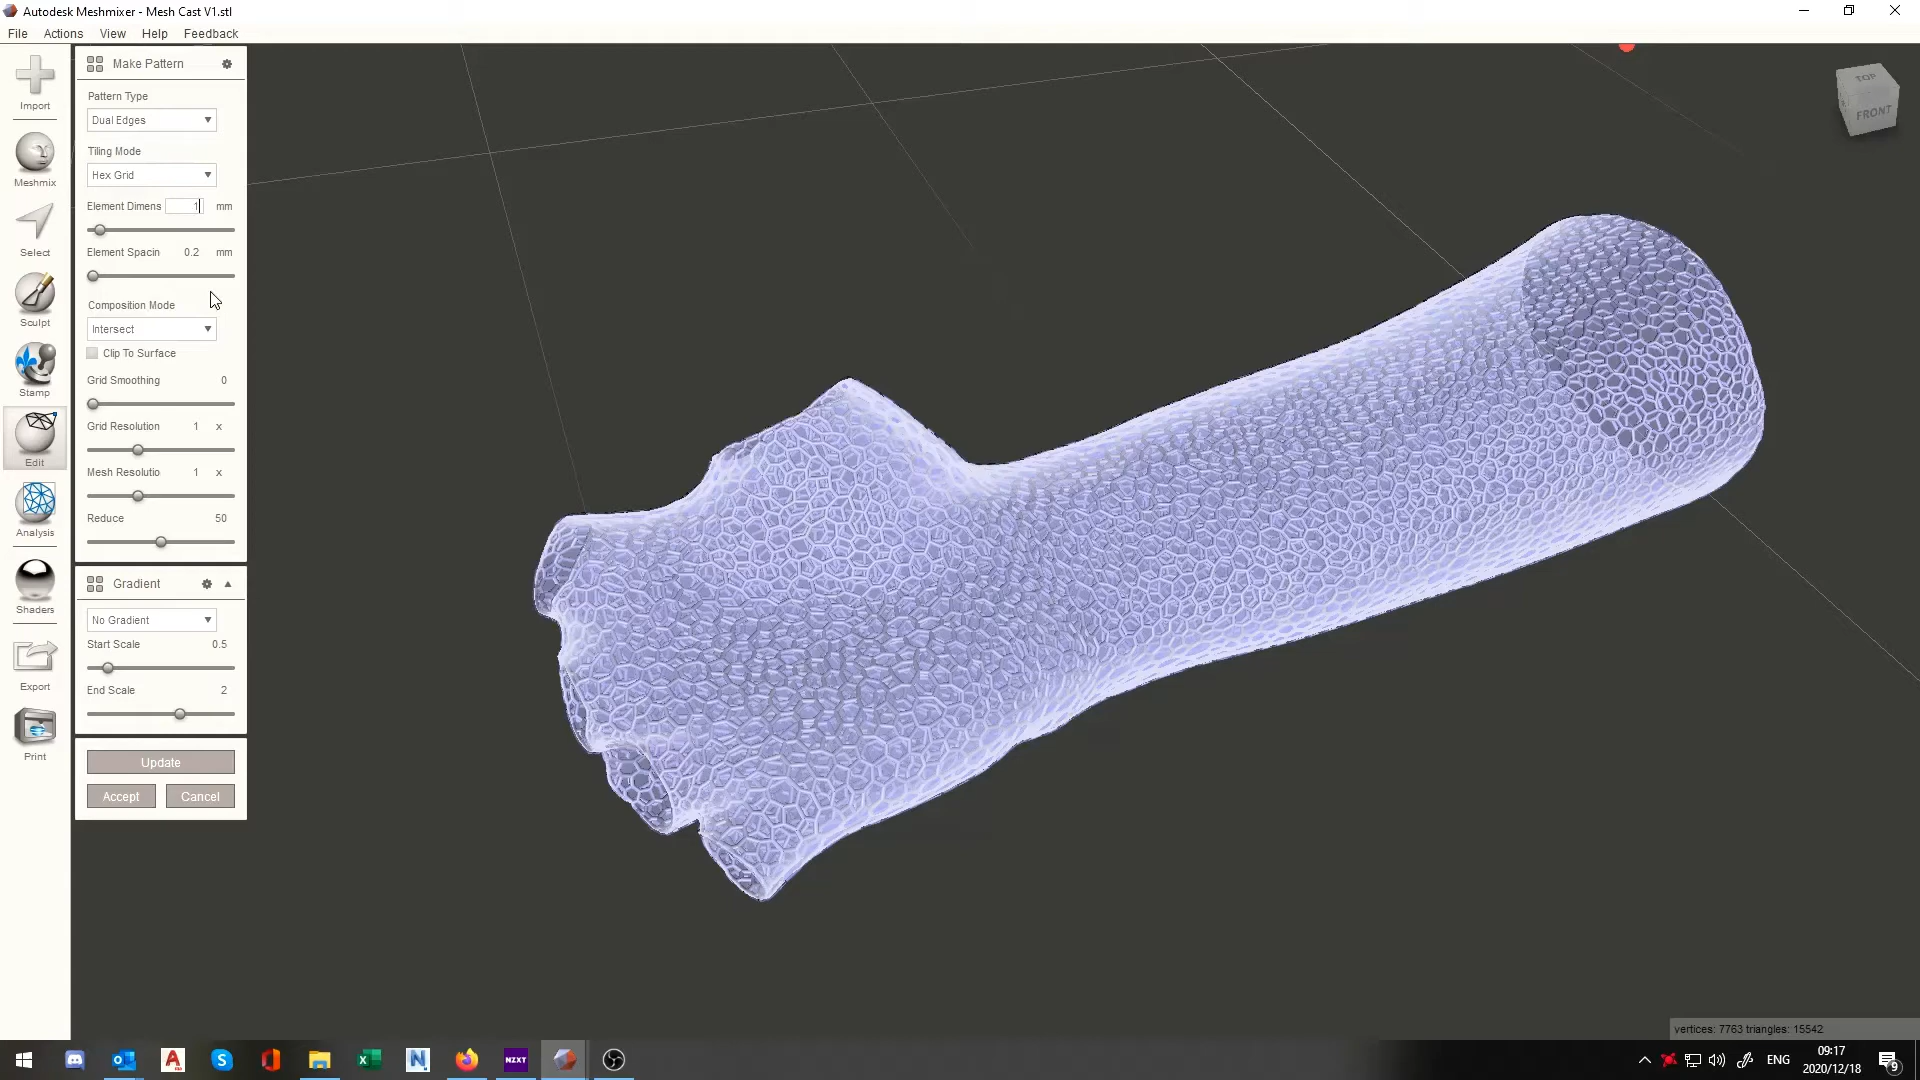 Autodesk Meshmixer - Mesh Cast V1.stl
File Actions View Help Feedback
Import
Meshmix
Select
Sculpt
Stamp
Edit
Analysis
Shaders
Export
Print
Make Pattern
Pattern Type
Dual Edges
Tiling Mode
Hex Grid
Element Dimens 1 mm
Element Spacin 0.2 mm
Composition Mode
Intersect
Clip To Surface
Grid Smoothing 0
Grid Resolution 1 x
Mesh Resolutio 1 x
Reduce 50
Gradient
No Gradient
Start Scale 0.5
End Scale 2
Update
Accept Cancel
TOP
FRONT
vertices: 7763 triangles: 15542
NZXT
ENG
09:17
2020/12/18
9